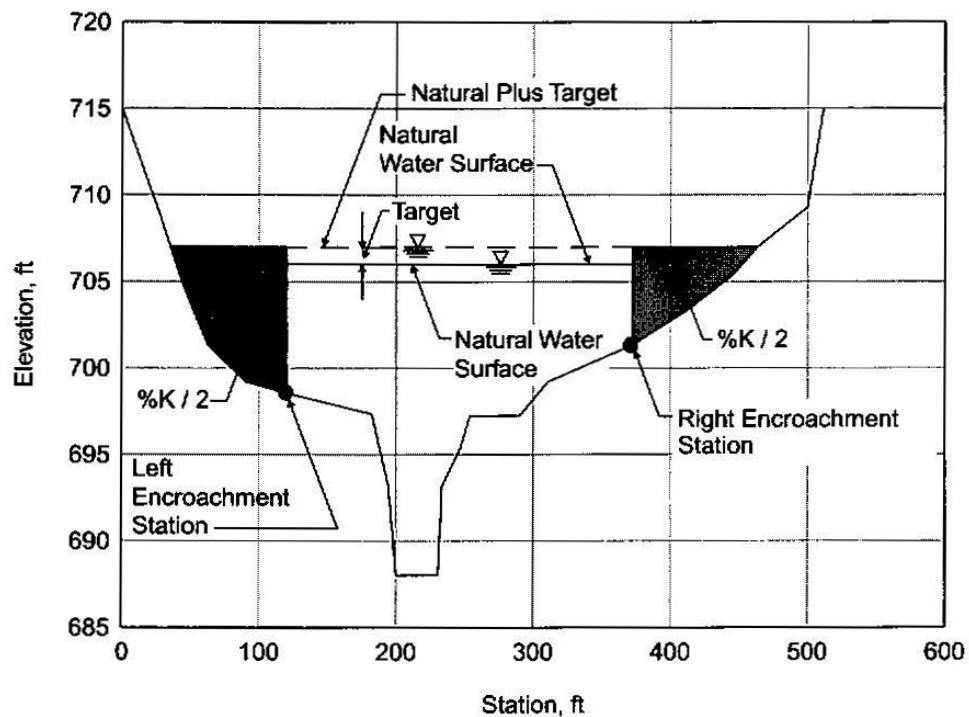 720
715
710
705
700
695
690
685
Elevation, ft
Natural Plus Target
Natural
Water Surface
Target
Natural Water
Surface
%K / 2
%K / 2
Left
Encroachment
Station
Right Encroachment
Station
0
100
200
300
400
500
600
Station, ft